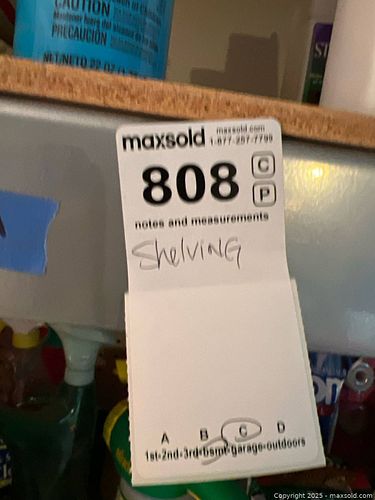 CAUTION
PRECAUCIÓN
maxsold
maxsold.com
1-877-257-7799
808
C
P
notes and measurements
Shelving
A B C D
1st-2nd-3rd-bsmt-garage-outdoors
Copyright 2025 - maxsold.com